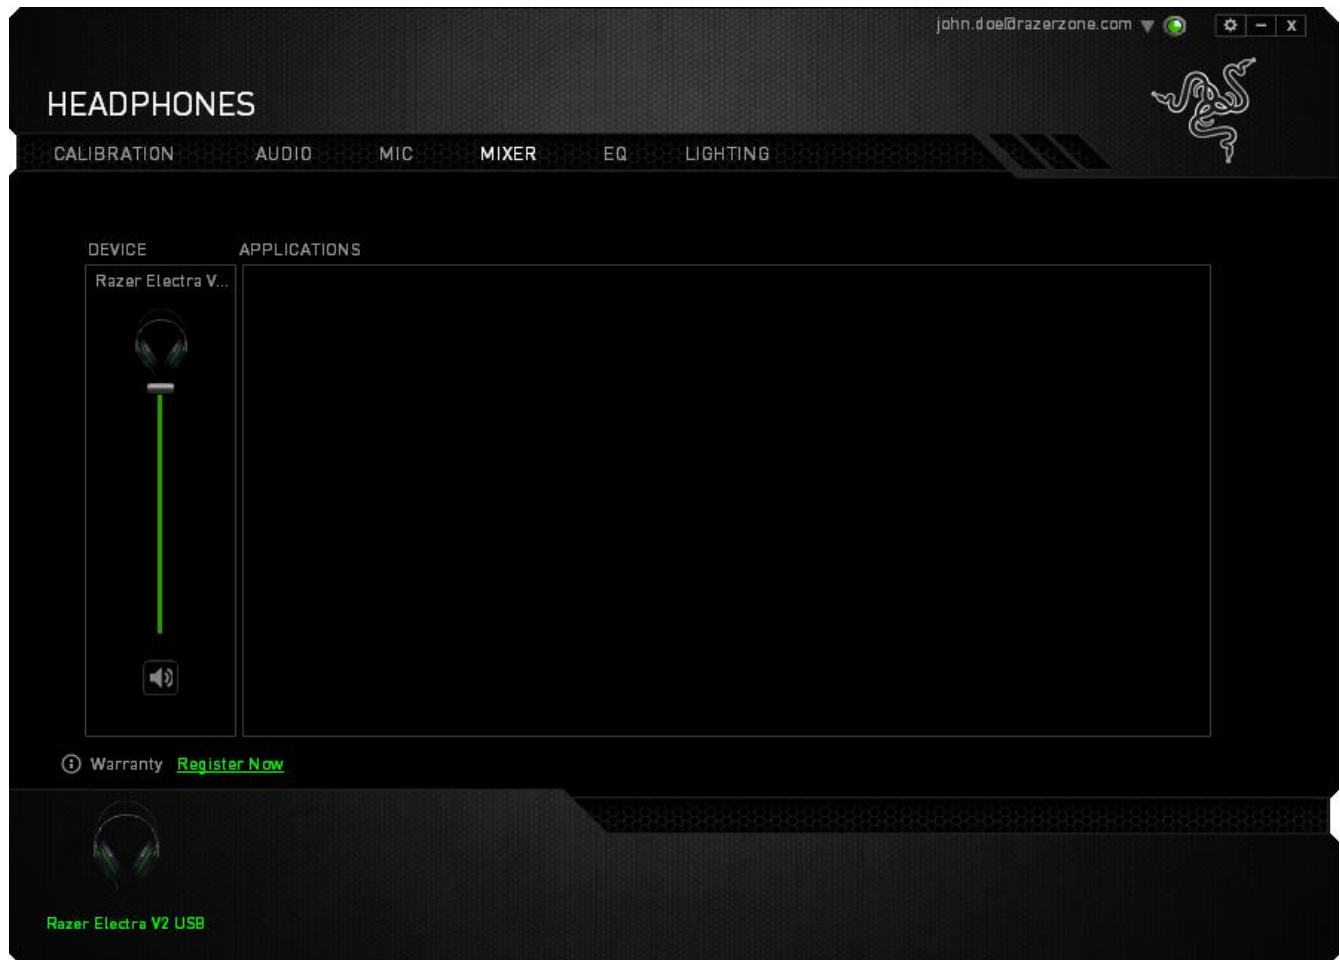 john.doe@razerzone.com
HEADPHONES
CALIBRATION AUDIO MIC MIXER EQ LIGHTING
DEVICE APPLICATIONS
Razer Electra V...
Warranty Register Now
Razer Electra V2 USB